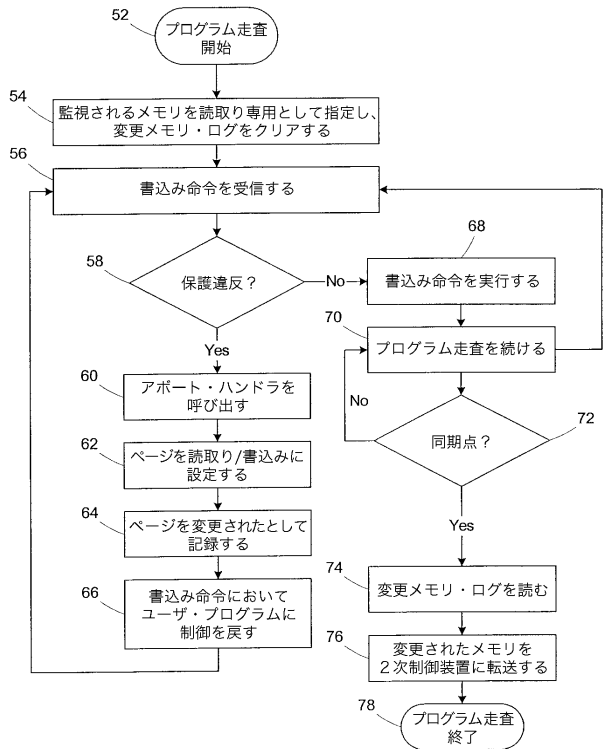 52
プログラム走査
開始
54
監視されるメモリを読取り専用として指定し、
変更メモリ・ログをクリアする
56
書込み命令を受信する
58
保護違反？
No
Yes
60
アボート・ハンドラを
呼び出す
62
ページを読取り/書込みに
設定する
64
ページを変更されたとして
記録する
66
書込み命令において
ユーザ・プログラムに
制御を戻す
68
書込み命令を実行する
70
プログラム走査を続ける
No
72
同期点？
Yes
74
変更メモリ・ログを読む
76
変更されたメモリを
２次制御装置に転送する
78
プログラム走査
終了